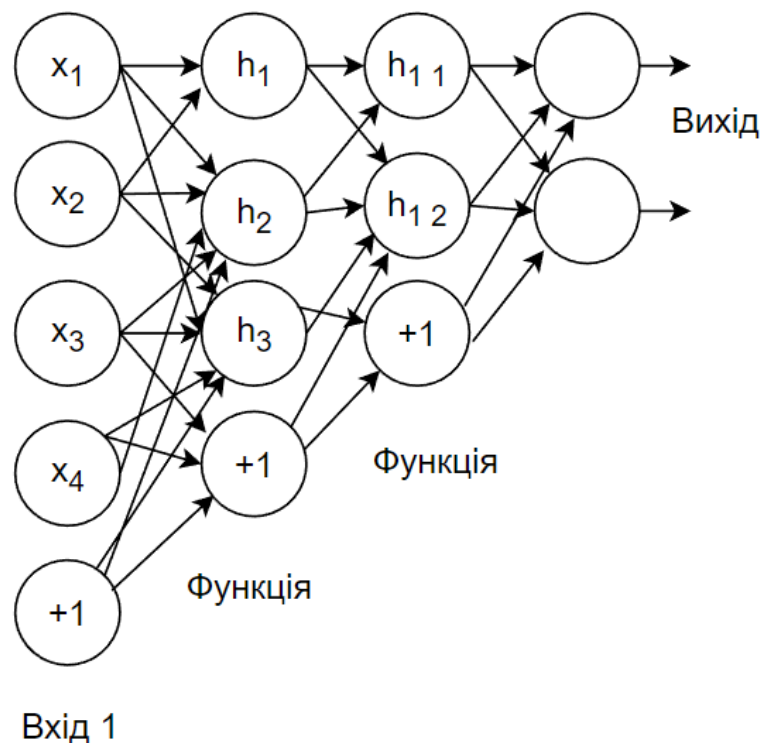 x1 h1 h1 1
Вихід
x2 h2 h1 2
x3 h3 +1
x4 +1 Функція
+1 Функція
Вхід 1